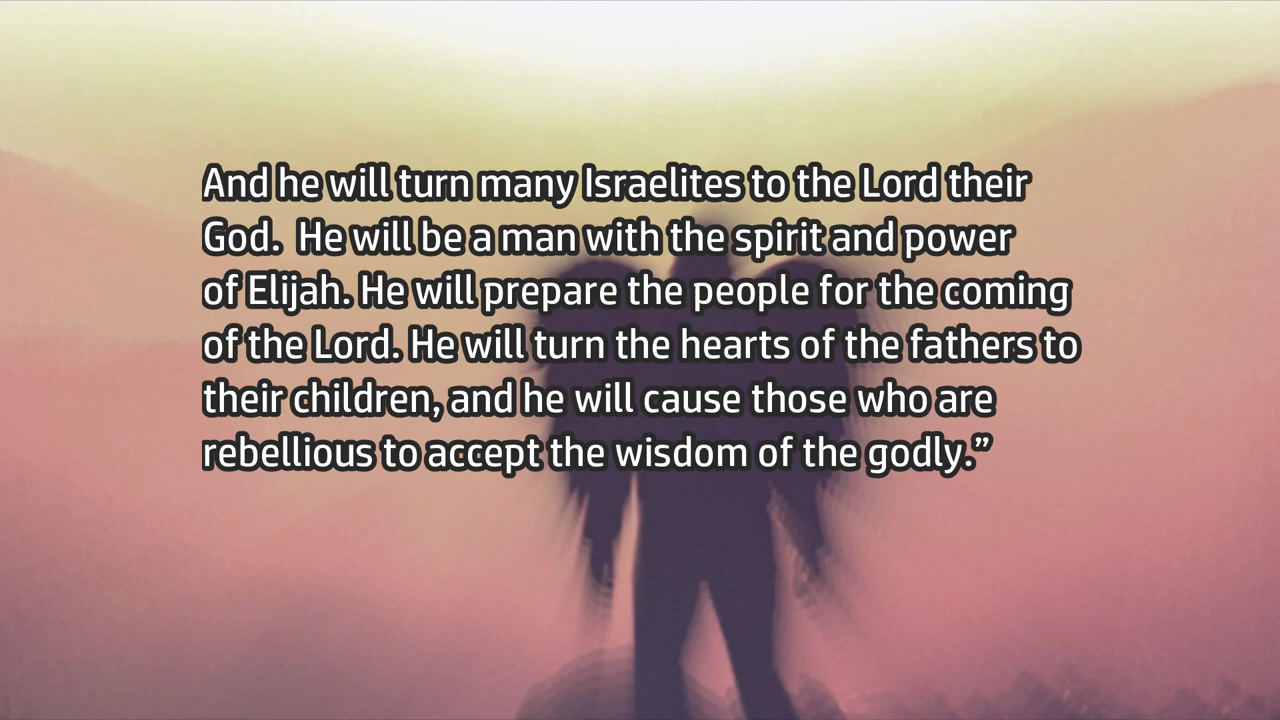 And he will turn many Israelites to the Lord their
God.  He will be a man with the spirit and power
of Elijah. He will prepare the people for the coming
of the Lord. He will turn the hearts of the fathers to
their children, and he will cause those who are
rebellious to accept the wisdom of the godly.”